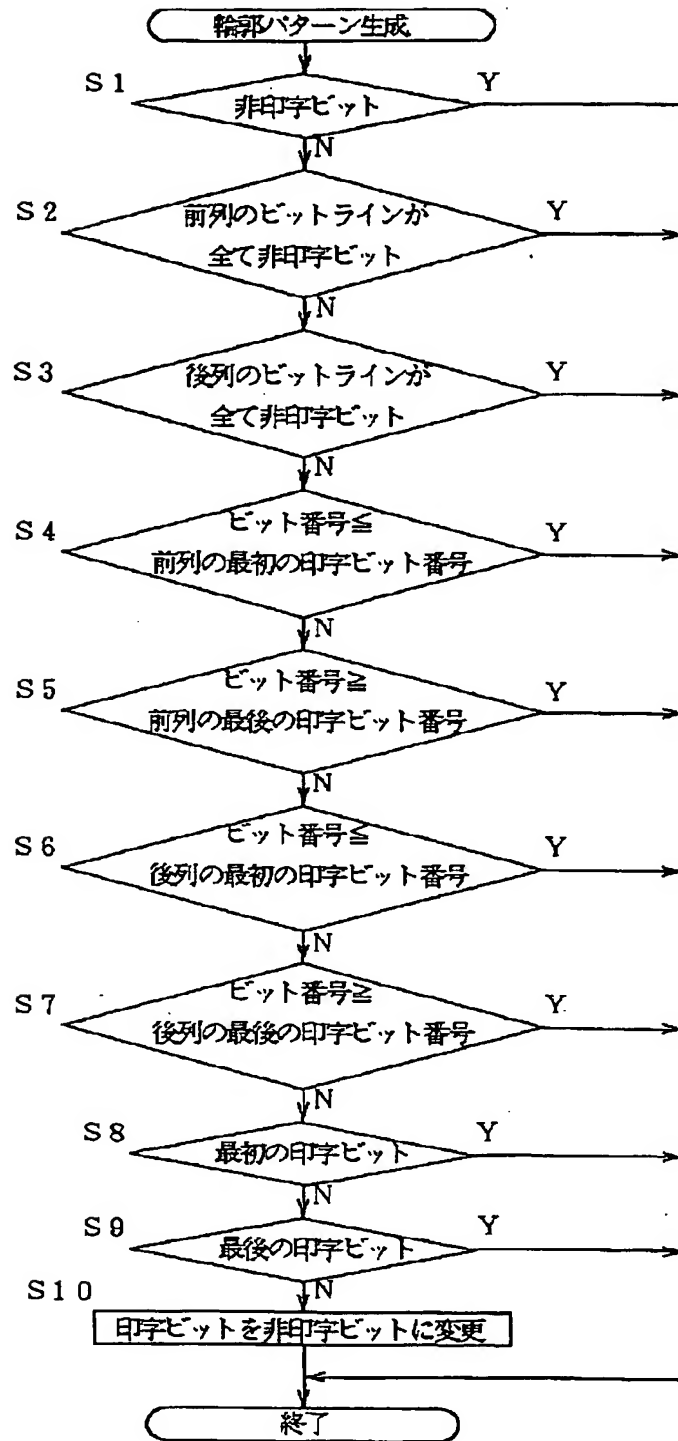 輪郭パターン生成
S1
非印字ビット
Y
N
S2
前列のビットラインが
全て非印字ビット
Y
N
S3
後列のビットラインが
全て非印字ビット
Y
N
S4
ビット番号≦
前列の最初の印字ビット番号
Y
N
S5
ビット番号≧
前列の最後の印字ビット番号
Y
N
S6
ビット番号≦
後列の最初の印字ビット番号
Y
N
S7
ビット番号≧
後列の最後の印字ビット番号
Y
N
S8
最初の印字ビット
Y
N
S9
最後の印字ビット
Y
N
S10
印字ビットを非印字ビットに変更
終了